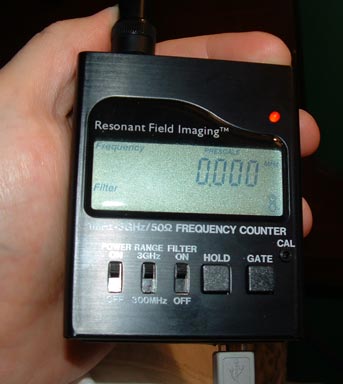 Resonant Field Imaging™
Frequency
PRESCALE
0.000 MHz
Filter
8
3GHz/50Ω FREQUENCY COUNTER
CAL
POWER RANGE FILTER
ON 3GHz ON HOLD GATE
OFF 300MHz OFF